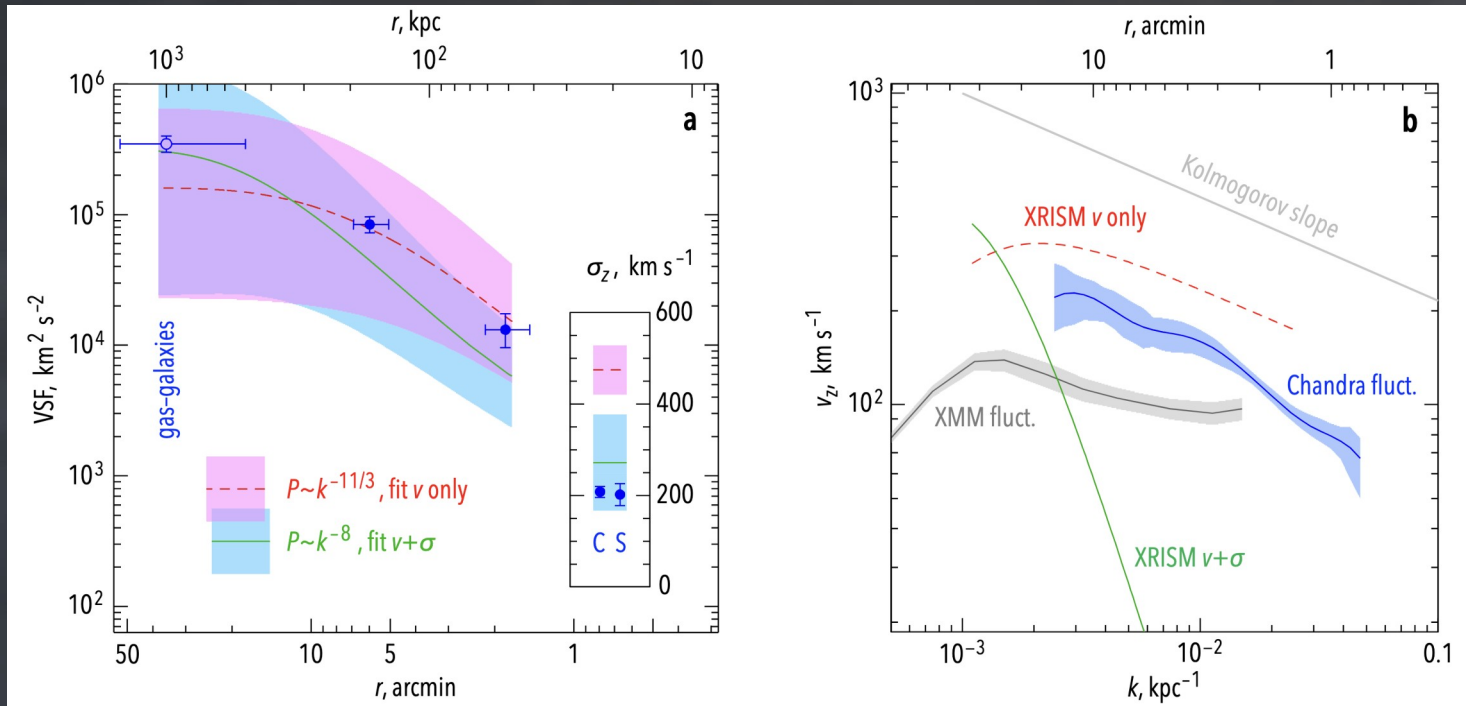 r, kpc
10³ 10² 10
a
10⁶
10⁵
10⁴
10³
10²
VSF, km² s⁻²
gas–galaxies
P~k⁻¹¹/³, fit v only
P~k⁻⁸, fit v+σ
σz, km s⁻¹
600
400
200
0
C S
50 10 5 1
r, arcmin
r, arcmin
10 1
b
10³
10²
vz, km s⁻¹
Kolmogorov slope
XRISM v only
Chandra fluct.
XMM fluct.
XRISM v+σ
10⁻³ 10⁻² 0.1
k, kpc⁻¹